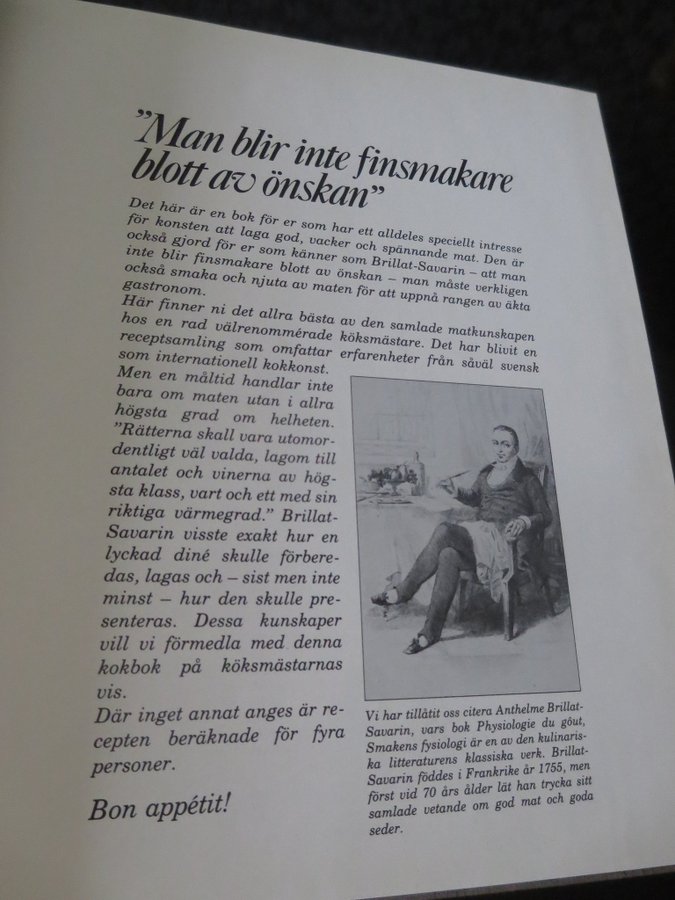 ”Man blir inte finsmakare
blott av önskan”
Det här är en bok för er som har ett alldeles speciellt intresse
för konsten att laga god, vacker och spännande mat. Den är
också gjord för er som känner som Brillat-Savarin – att man
inte blir finsmakare blott av önskan – man måste verkligen
också smaka och njuta av maten för att uppnå rangen av äkta
gastronom.
Här finner ni det allra bästa av den samlade matkunskapen
hos en rad välrenommérade köksmästare. Det har blivit en
receptsamling som omfattar erfarenheter från såväl svensk
som internationell kokkonst.
Men en måltid handlar inte
bara om maten utan i allra
högsta grad om helheten.
”Rätterna skall vara utomor-
dentligt väl valda, lagom till
antalet och vinerna av hög-
sta klass, vart och ett med sin
riktiga värmegrad.” Brillat-
Savarin visste exakt hur en
lyckad diné skulle förbere-
das, lagas och – sist men inte
minst – hur den skulle pre-
senteras. Dessa kunskaper
vill vi förmedla med denna
kokbok på köksmästarnas
vis.
Där inget annat anges är re-
cepten beräknade för fyra
personer.
Bon appétit!
Vi har tillåtit oss citera Anthelme Brillat-
Savarin, vars bok Physiologie du gôut,
Smakens fysiologi är en av den kulinaris-
ka litteraturens klassiska verk. Brillat-
Savarin föddes i Frankrike år 1755, men
först vid 70 års ålder lät han trycka sitt
samlade vetande om god mat och goda
seder.